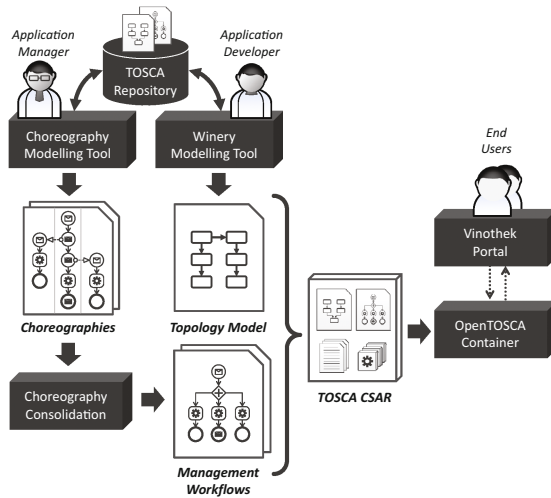 Application
Manager
Application
Developer
TOSCA
Repository
Choreography
Modelling Tool
Winery
Modelling Tool
End
Users
Vinothek
Portal
Choreographies
Topology Model
OpenTOSCA
Container
TOSCA CSAR
Choreography
Consolidation
Management
Workflows